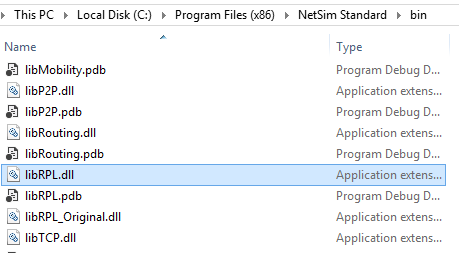 This PC > Local Disk (C:) > Program Files (x86) > NetSim Standard > bin
Name Type
libMobility.pdb Program Debug D...
libP2P.dll Application extens...
libP2P.pdb Program Debug D...
libRouting.dll Application extens...
libRouting.pdb Program Debug D...
libRPL.dll Application extens...
libRPL.pdb Program Debug D...
libRPL_Original.dll Application extens...
libTCP.dll Application extens...